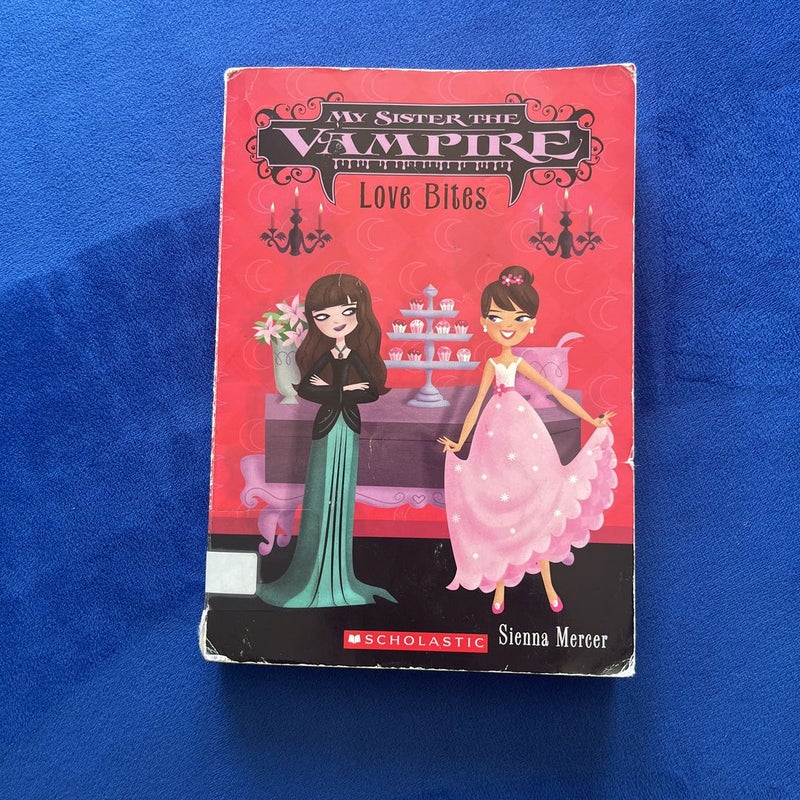 My Sister the
Vampire
Love Bites
SCHOLASTIC
Sienna Mercer